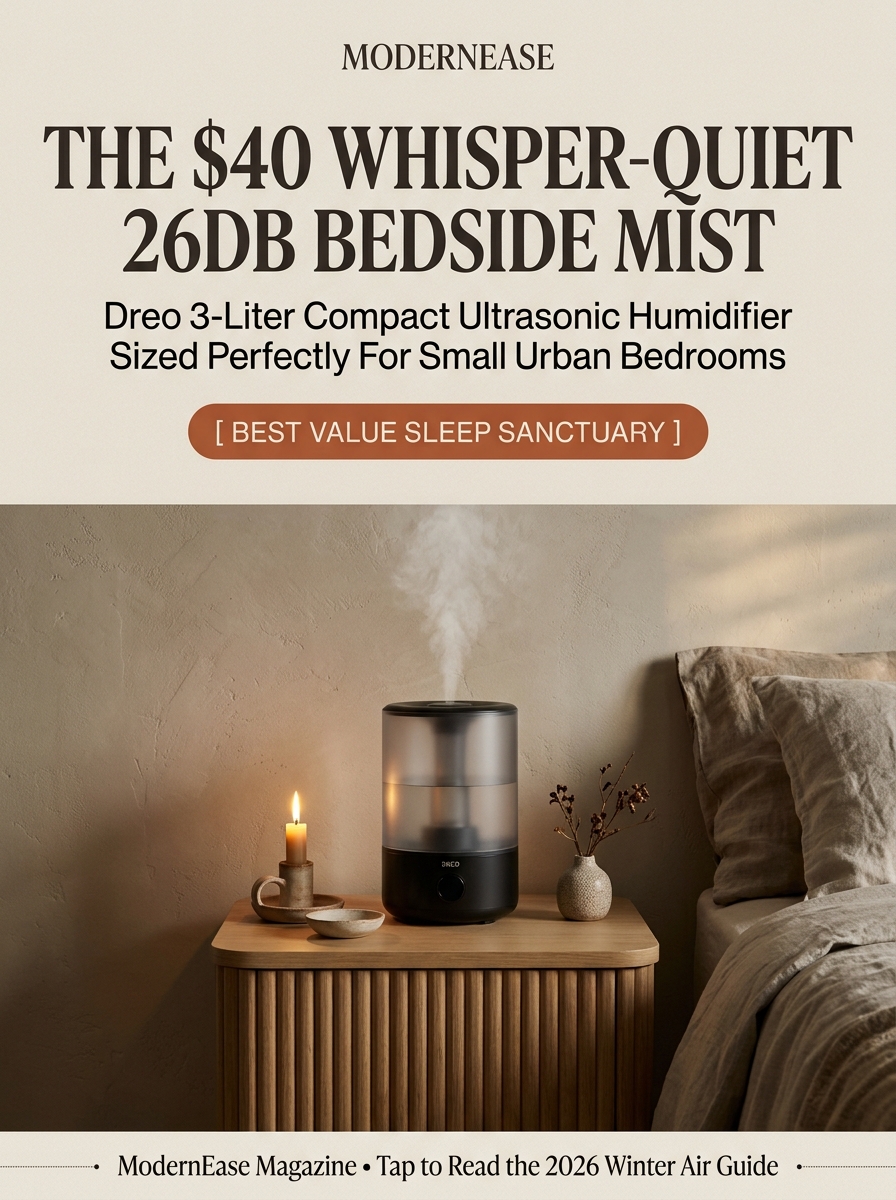 MODERNEASE
THE $40 WHISPER-QUIET
26DB BEDSIDE MIST
Dreo 3-Liter Compact Ultrasonic Humidifier
Sized Perfectly For Small Urban Bedrooms
[ BEST VALUE SLEEP SANCTUARY ]
DREO
• ModernEase Magazine • Tap to Read the 2026 Winter Air Guide •